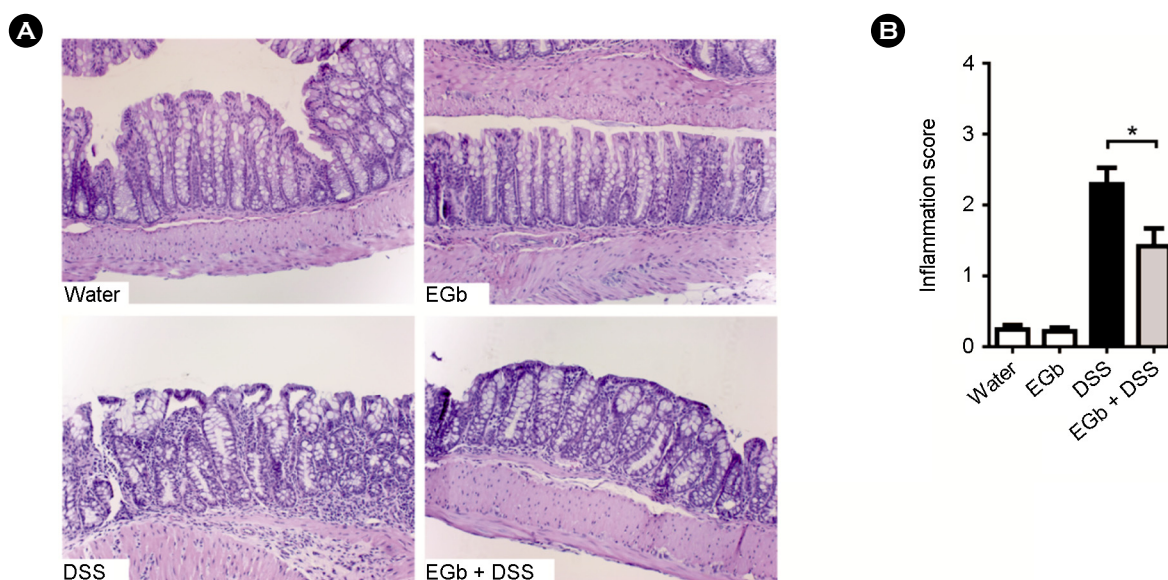 A
Water
EGb
DSS
EGb + DSS
B
Inflammation score
4
3
2
1
0
*
Water
EGb
DSS
EGb + DSS